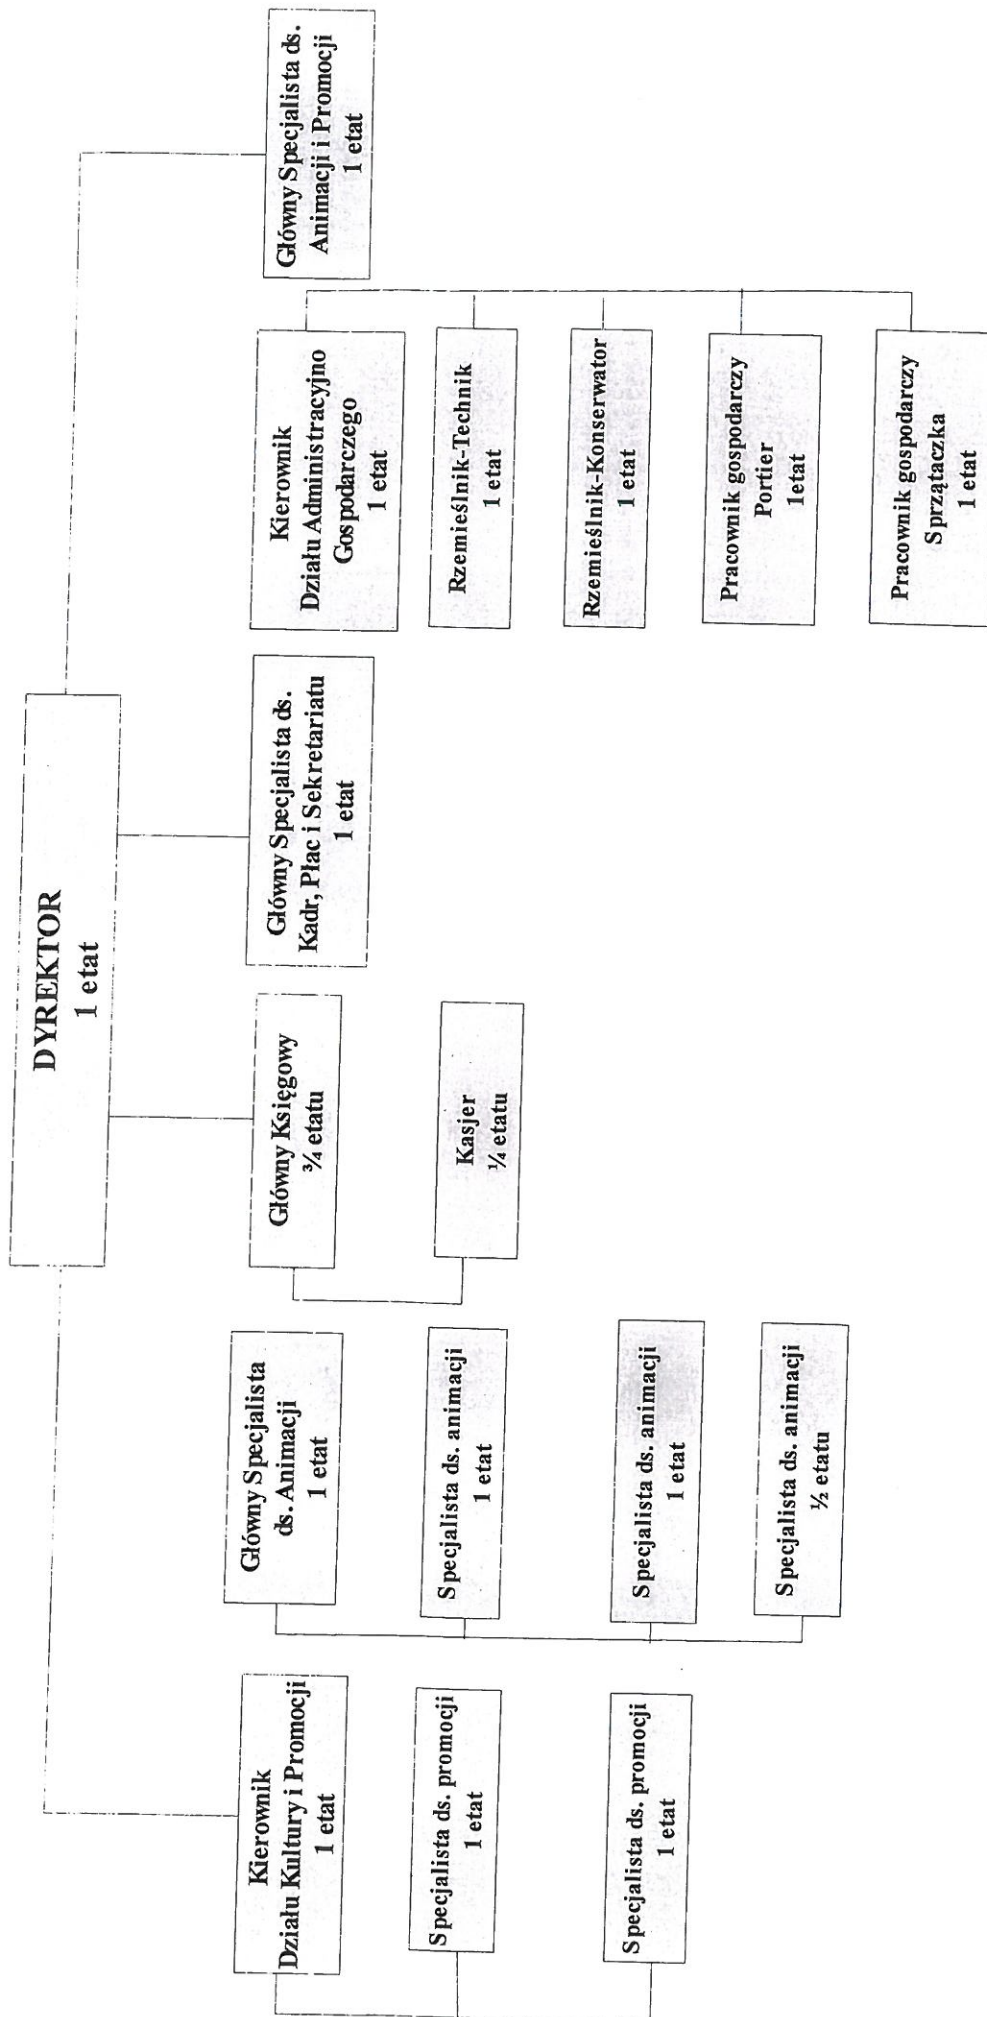 DYREKTOR
1 etat
Kierownik
Działu Kultury i Promocji
1 etat
Specjalista ds. promocji
1 etat
Specjalista ds. promocji
1 etat
Główny Specjalista
ds. Animacji
1 etat
Specjalista ds. animacji
1 etat
Specjalista ds. animacji
1 etat
Specjalista ds. animacji
½ etatu
Główny Księgowy
¾ etatu
Kasjer
¼ etatu
Główny Specjalista ds.
Kadr, Płac i Sekretariatu
1 etat
Kierownik
Działu Administracyjno
Gospodarczego
1 etat
Rzemieślnik-Technik
1 etat
Rzemieślnik-Konserwator
1 etat
Pracownik gospodarczy
Portier
1etat
Pracownik gospodarczy
Sprzątaczka
1 etat
Główny Specjalista ds.
Animacji i Promocji
1 etat